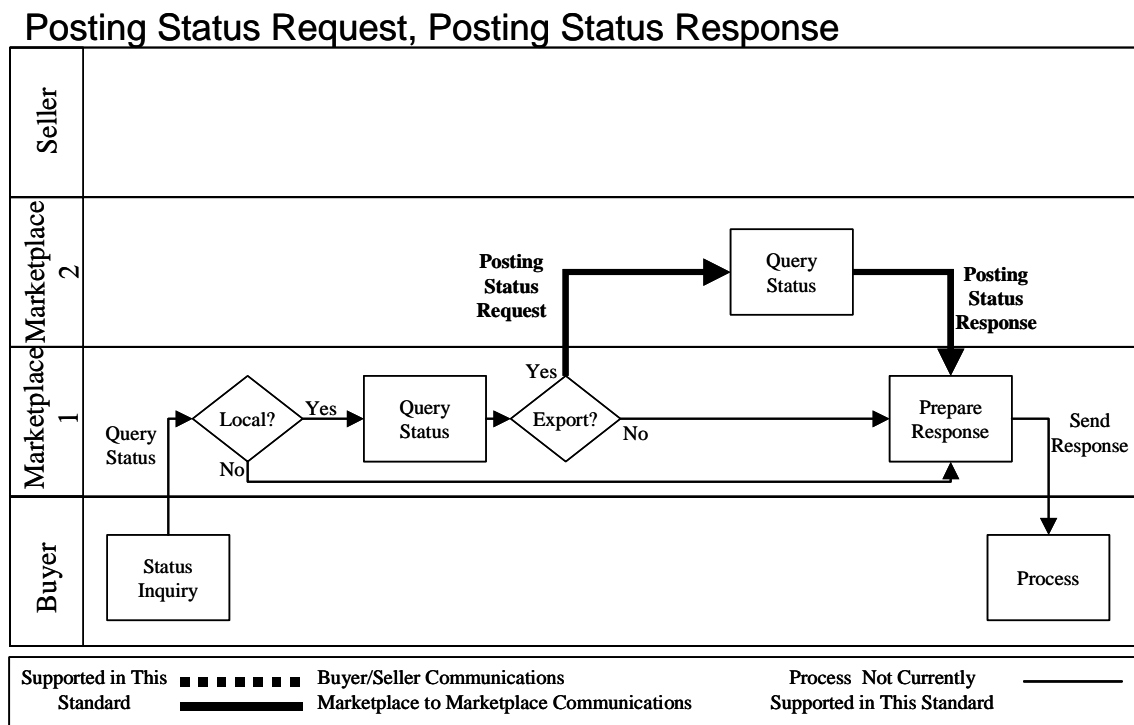 Posting Status Request, Posting Status Response
Seller
Marketplace
2
Posting
Status
Request
Query
Status
Posting
Status
Response
Marketplace
1
Query
Status
Local?
Yes
No
Query
Status
Yes
Export?
No
Prepare
Response
Send
Response
Buyer
Status
Inquiry
Process
Supported in This
Standard
Buyer/Seller Communications
Marketplace to Marketplace Communications
Process Not Currently
Supported in This Standard